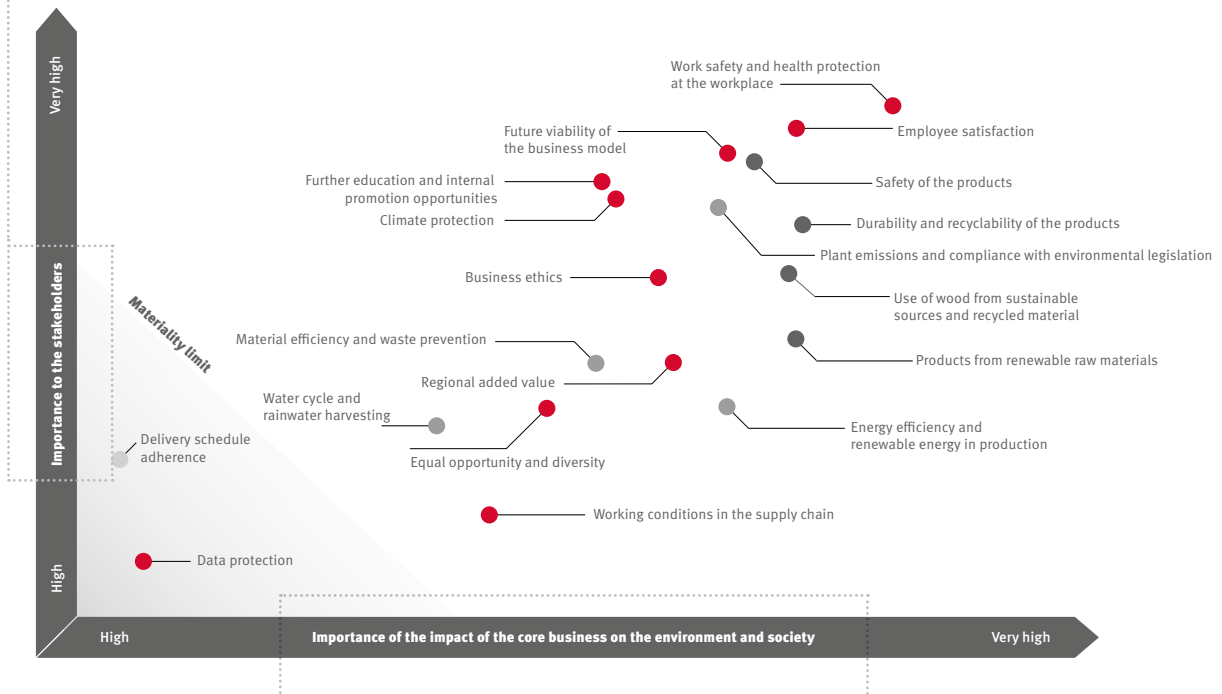 Very high
Importance to the stakeholders
High
Materiality limit
Work safety and health protection
at the workplace
Employee satisfaction
Future viability of
the business model
Safety of the products
Further education and internal
promotion opportunities
Climate protection
Durability and recyclability of the products
Plant emissions and compliance with environmental legislation
Business ethics
Use of wood from sustainable
sources and recycled material
Material efficiency and waste prevention
Products from renewable raw materials
Regional added value
Water cycle and
rainwater harvesting
Energy efficiency and
renewable energy in production
Delivery schedule
adherence
Equal opportunity and diversity
Working conditions in the supply chain
Data protection
High
Importance of the impact of the core business on the environment and society
Very high